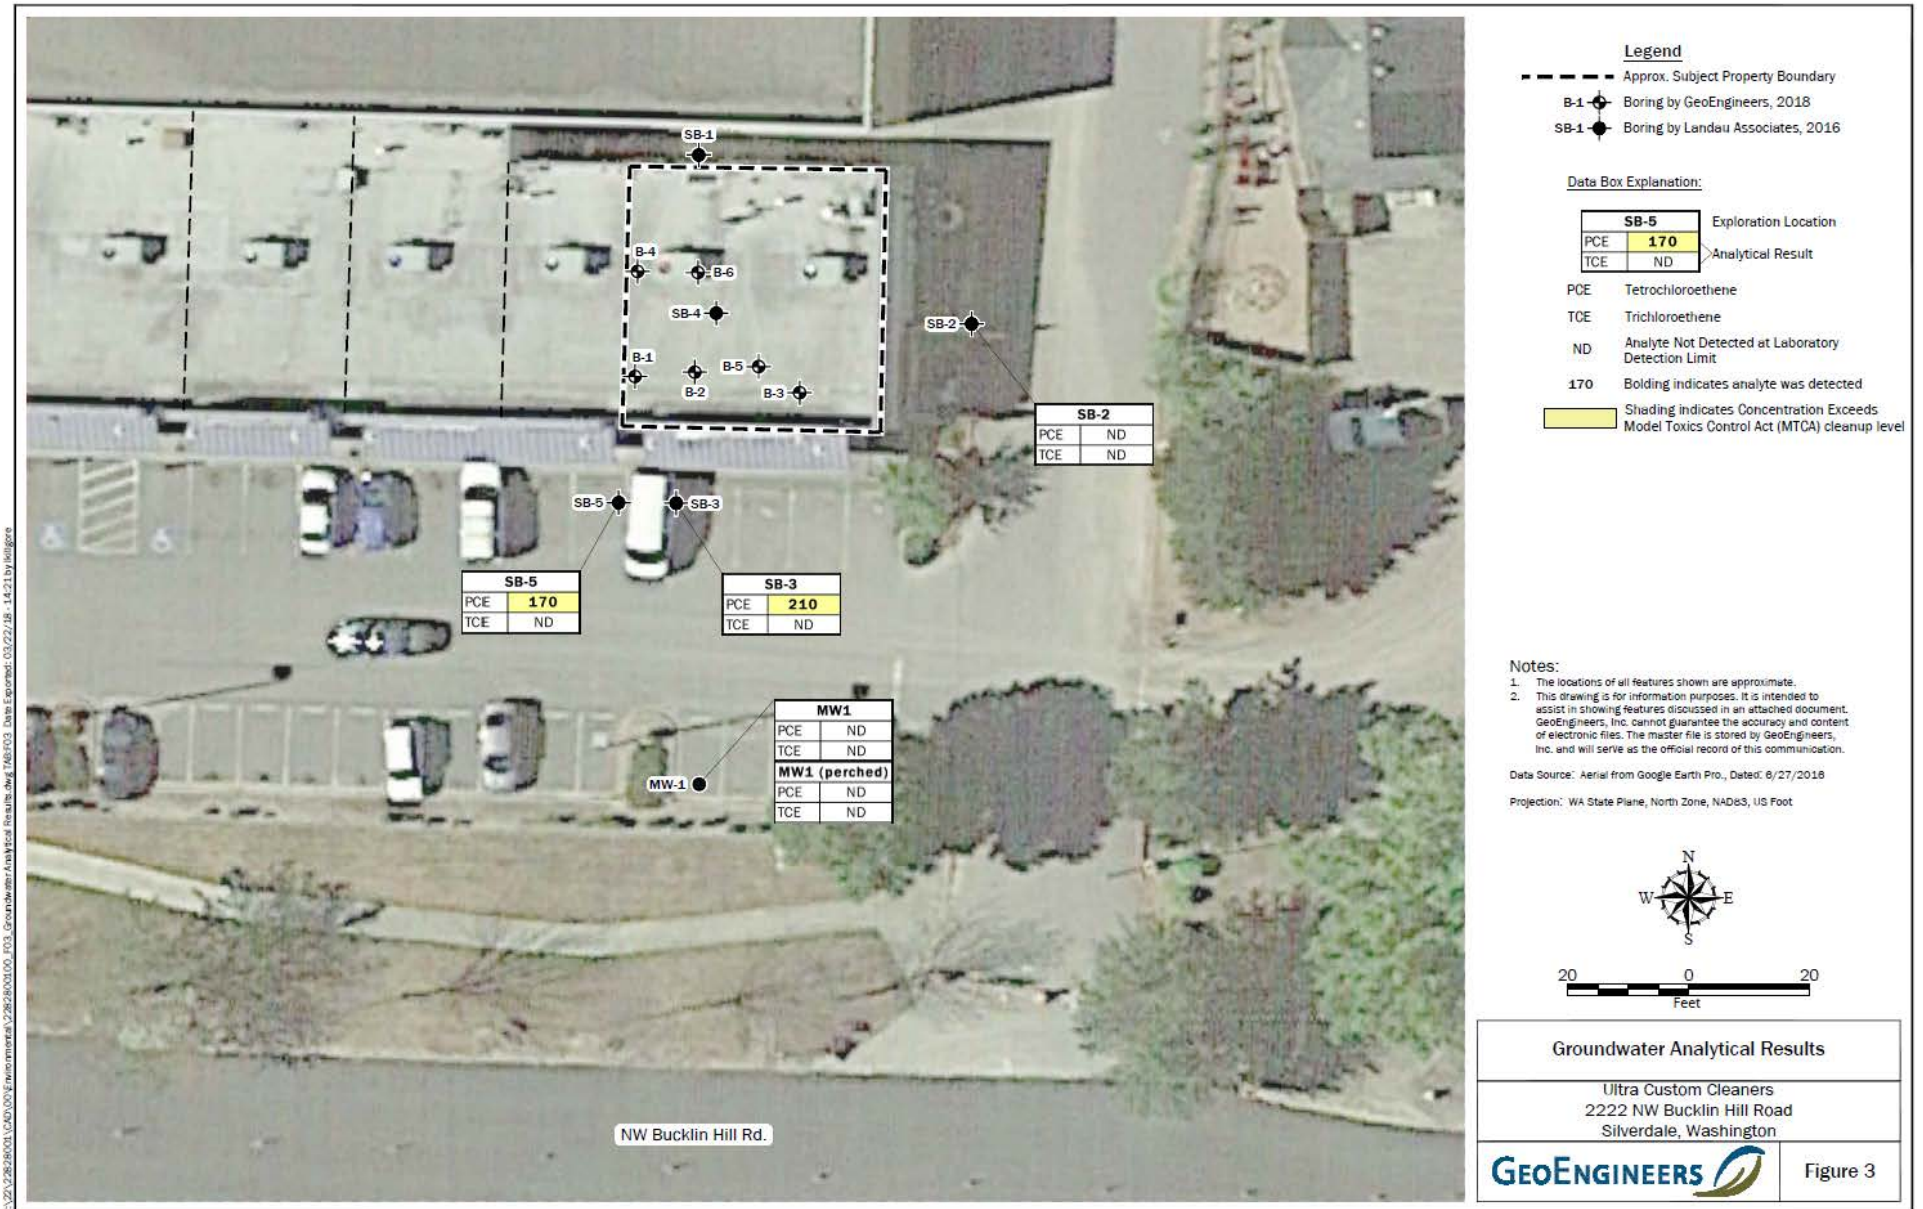 SB-1
B-4
B-6
SB-4
SB-2
B-1
B-5
B-2
B-3
SB-2
PCE ND
TCE ND
SB-5
SB-3
SB-5
PCE 170
TCE ND
SB-3
PCE 210
TCE ND
MW1
PCE ND
TCE ND
MW1 (perched)
PCE ND
TCE ND
MW-1
NW Bucklin Hill Rd.
Legend
Approx. Subject Property Boundary
B-1 Boring by GeoEngineers, 2018
SB-1 Boring by Landau Associates, 2016
Data Box Explanation:
SB-5 Exploration Location
PCE 170
TCE ND Analytical Result
PCE Tetrochloroethene
TCE Trichloroethene
ND Analyte Not Detected at Laboratory
Detection Limit
170 Bolding indicates analyte was detected
Shading indicates Concentration Exceeds
Model Toxics Control Act (MTCA) cleanup level
Notes:
1. The locations of all features shown are approximate.
2. This drawing is for information purposes. It is intended to
assist in showing features discussed in an attached document.
GeoEngineers, Inc. cannot guarantee the accuracy and content
of electronic files. The master file is stored by GeoEngineers,
Inc. and will serve as the official record of this communication.
Data Source: Aerial from Google Earth Pro., Dated: 6/27/2016
Projection: WA State Plane, North Zone, NAD83, US Foot
N
W E
S
20 0 20
Feet
Groundwater Analytical Results
Ultra Custom Cleaners
2222 NW Bucklin Hill Road
Silverdale, Washington
GEOENGINEERS
Figure 3